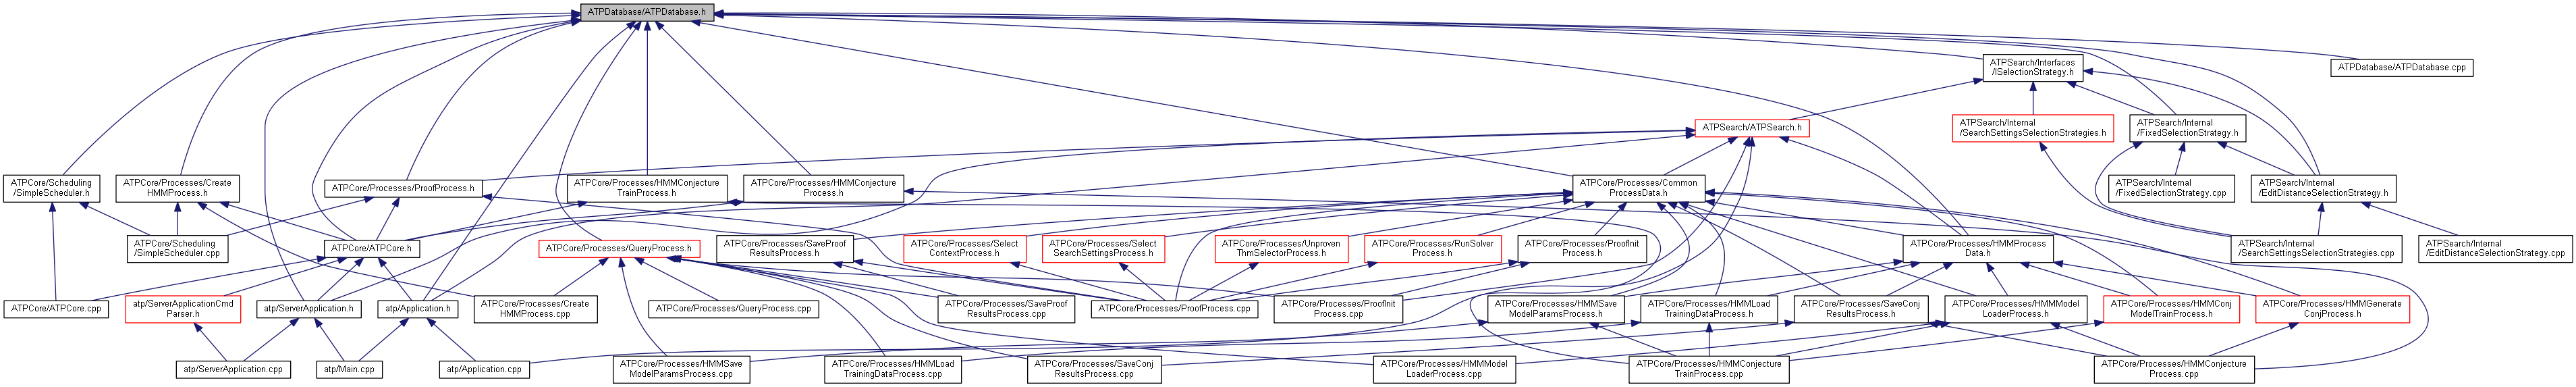 ATPDatabase/ATPDatabase.h
ATPSearch/Interfaces
/ISelectionStrategy.h
ATPDatabase/ATPDatabase.cpp
ATPSearch/ATPSearch.h
ATPSearch/Internal
/SearchSettingsSelectionStrategies.h
ATPSearch/Internal
/FixedSelectionStrategy.h
ATPCore/Scheduling
/SimpleScheduler.h
ATPCore/Processes/Create
HMMProcess.h
ATPCore/Processes/ProofProcess.h
ATPCore/Processes/HMMConjecture
TrainProcess.h
ATPCore/Processes/HMMConjecture
Process.h
ATPCore/Processes/Common
ProcessData.h
ATPSearch/Internal
/FixedSelectionStrategy.cpp
ATPSearch/Internal
/EditDistanceSelectionStrategy.h
ATPCore/Scheduling
/SimpleScheduler.cpp
ATPCore/ATPCore.h
ATPCore/Processes/QueryProcess.h
ATPCore/Processes/SaveProof
ResultsProcess.h
ATPCore/Processes/Select
ContextProcess.h
ATPCore/Processes/Select
SearchSettingsProcess.h
ATPCore/Processes/Unproven
ThmSelectorProcess.h
ATPCore/Processes/RunSolver
Process.h
ATPCore/Processes/ProofInit
Process.h
ATPCore/Processes/HMMProcess
Data.h
ATPSearch/Internal
/SearchSettingsSelectionStrategies.cpp
ATPSearch/Internal
/EditDistanceSelectionStrategy.cpp
ATPCore/ATPCore.cpp
atp/ServerApplicationCmd
Parser.h
atp/ServerApplication.h
atp/Application.h
ATPCore/Processes/Create
HMMProcess.cpp
ATPCore/Processes/QueryProcess.cpp
ATPCore/Processes/SaveProof
ResultsProcess.cpp
ATPCore/Processes/ProofProcess.cpp
ATPCore/Processes/ProofInit
Process.cpp
ATPCore/Processes/HMMSave
ModelParamsProcess.h
ATPCore/Processes/HMMLoad
TrainingDataProcess.h
ATPCore/Processes/SaveConj
ResultsProcess.h
ATPCore/Processes/HMMModel
LoaderProcess.h
ATPCore/Processes/HMMConj
ModelTrainProcess.h
ATPCore/Processes/HMMGenerate
ConjProcess.h
atp/ServerApplication.cpp
atp/Main.cpp
atp/Application.cpp
ATPCore/Processes/HMMSave
ModelParamsProcess.cpp
ATPCore/Processes/HMMLoad
TrainingDataProcess.cpp
ATPCore/Processes/SaveConj
ResultsProcess.cpp
ATPCore/Processes/HMMModel
LoaderProcess.cpp
ATPCore/Processes/HMMConjecture
TrainProcess.cpp
ATPCore/Processes/HMMConjecture
Process.cpp